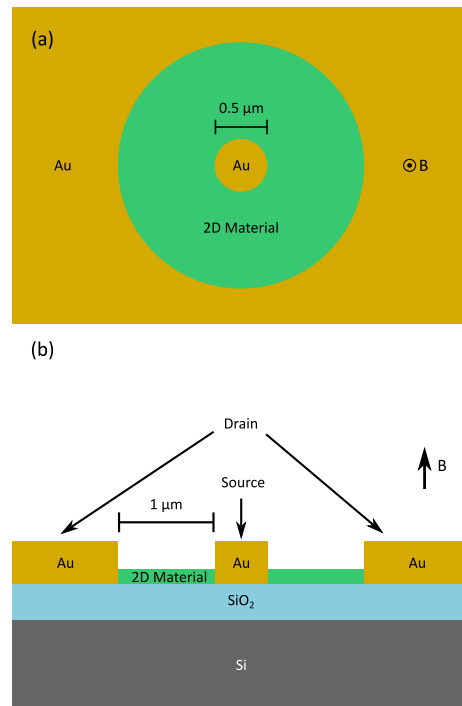 (a)
0.5 µm
Au
Au
B
2D Material
(b)
Drain
B
Source
1 µm
Au
Au
Au
2D Material
SiO₂
Si